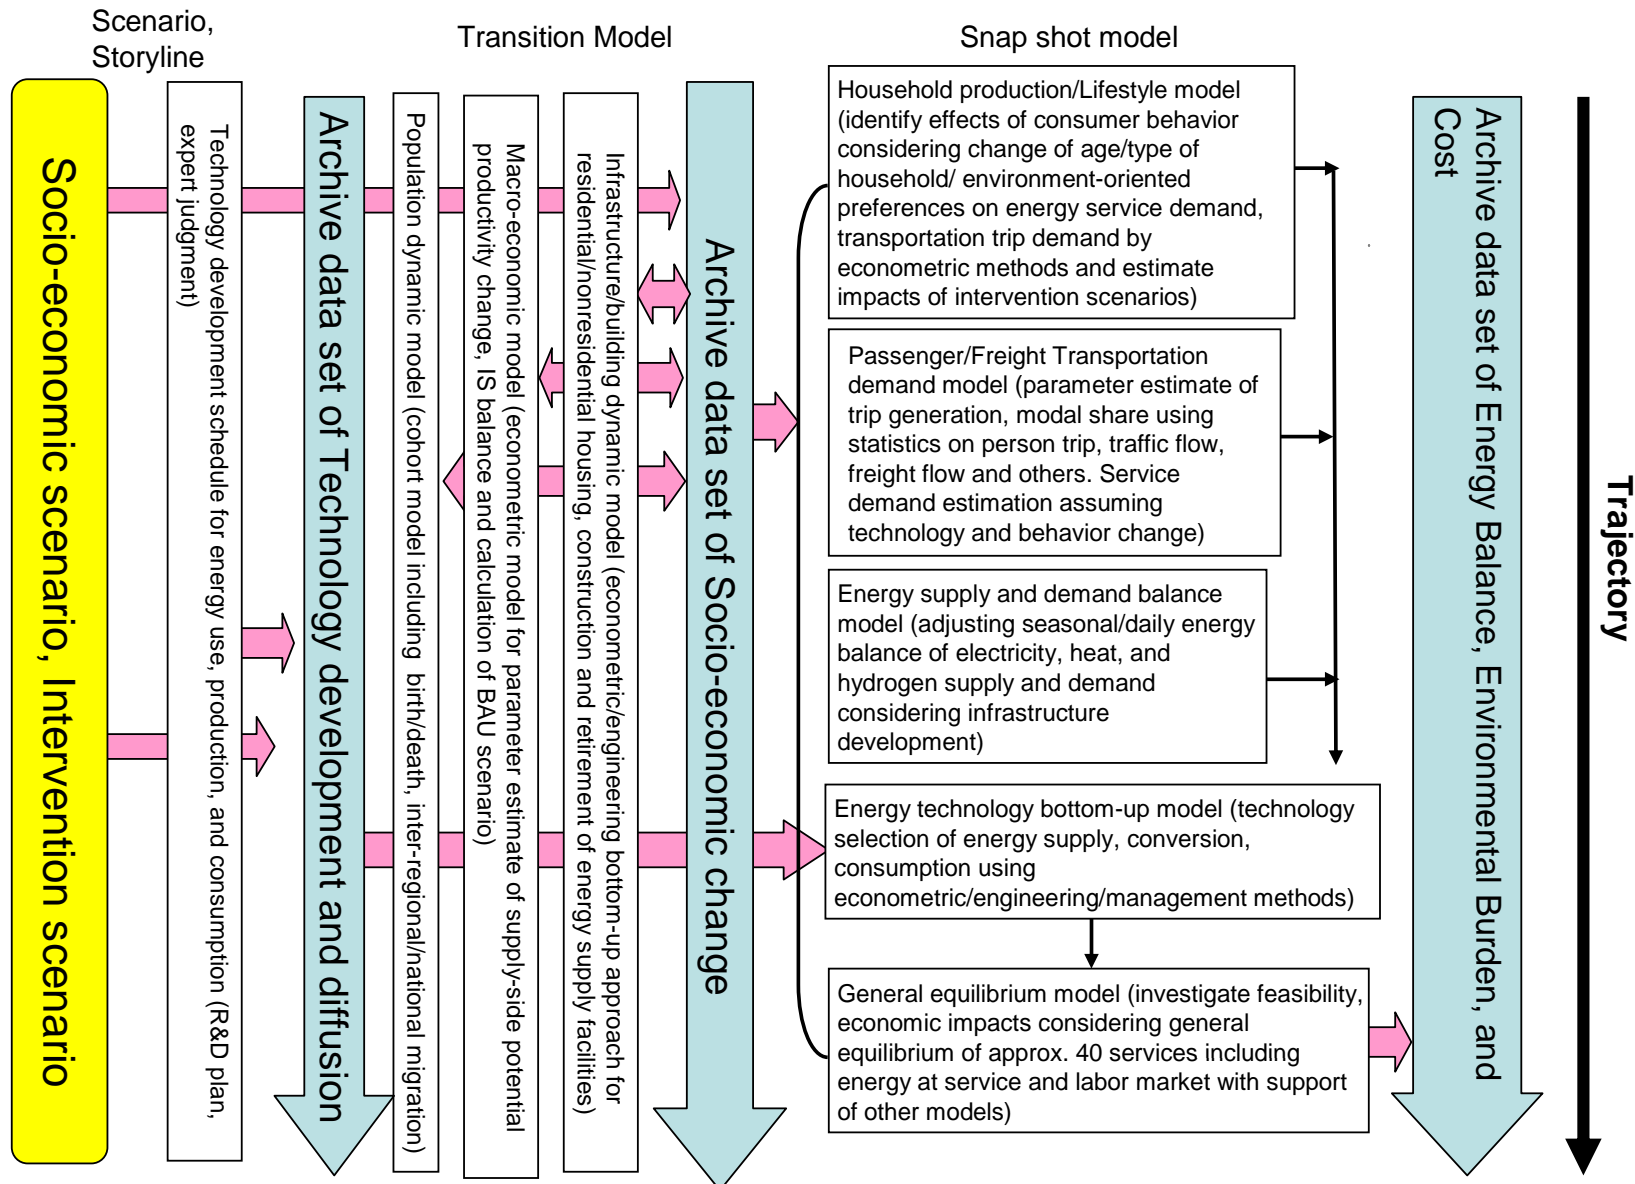 Scenario,
Storyline
Transition Model
Snap shot model
Socio-economic scenario, Intervention scenario
Technology development schedule for energy use, production, and consumption (R&D plan,
expert judgment)
Archive data set of Technology development and diffusion
Population dynamic model (cohort model including birth/death, inter-regional/national migration)
Macro-economic model (econometric model for parameter estimate of supply-side potential
productivity change, IS balance and calculation of BAU scenario)
Infrastructure/building dynamic model (econometric/engineering bottom-up approach for
residential/nonresidential housing, construction and retirement of energy supply facilities)
Archive data set of Socio-economic change
Household production/Lifestyle model
(identify effects of consumer behavior
considering change of age/type of
household/ environment-oriented
preferences on energy service demand,
transportation trip demand by
econometric methods and estimate
impacts of intervention scenarios)
Passenger/Freight Transportation
demand model (parameter estimate of
trip generation, modal share using
statistics on person trip, traffic flow,
freight flow and others. Service
demand estimation assuming
technology and behavior change)
Energy supply and demand balance
model (adjusting seasonal/daily energy
balance of electricity, heat, and
hydrogen supply and demand
considering infrastructure
development)
Energy technology bottom-up model (technology
selection of energy supply, conversion,
consumption using
econometric/engineering/management methods)
General equilibrium model (investigate feasibility,
economic impacts considering general
equilibrium of approx. 40 services including
energy at service and labor market with support
of other models)
Archive data set of Energy Balance, Environmental Burden, and
Cost
Trajectory